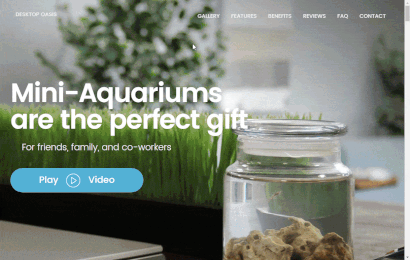 DESKTOP OASIS
GALLERY FEATURES BENEFITS REVIEWS FAQ CONTACT
Mini-Aquariums
are the perfect gift
For friends, family, and co-workers
Play Video